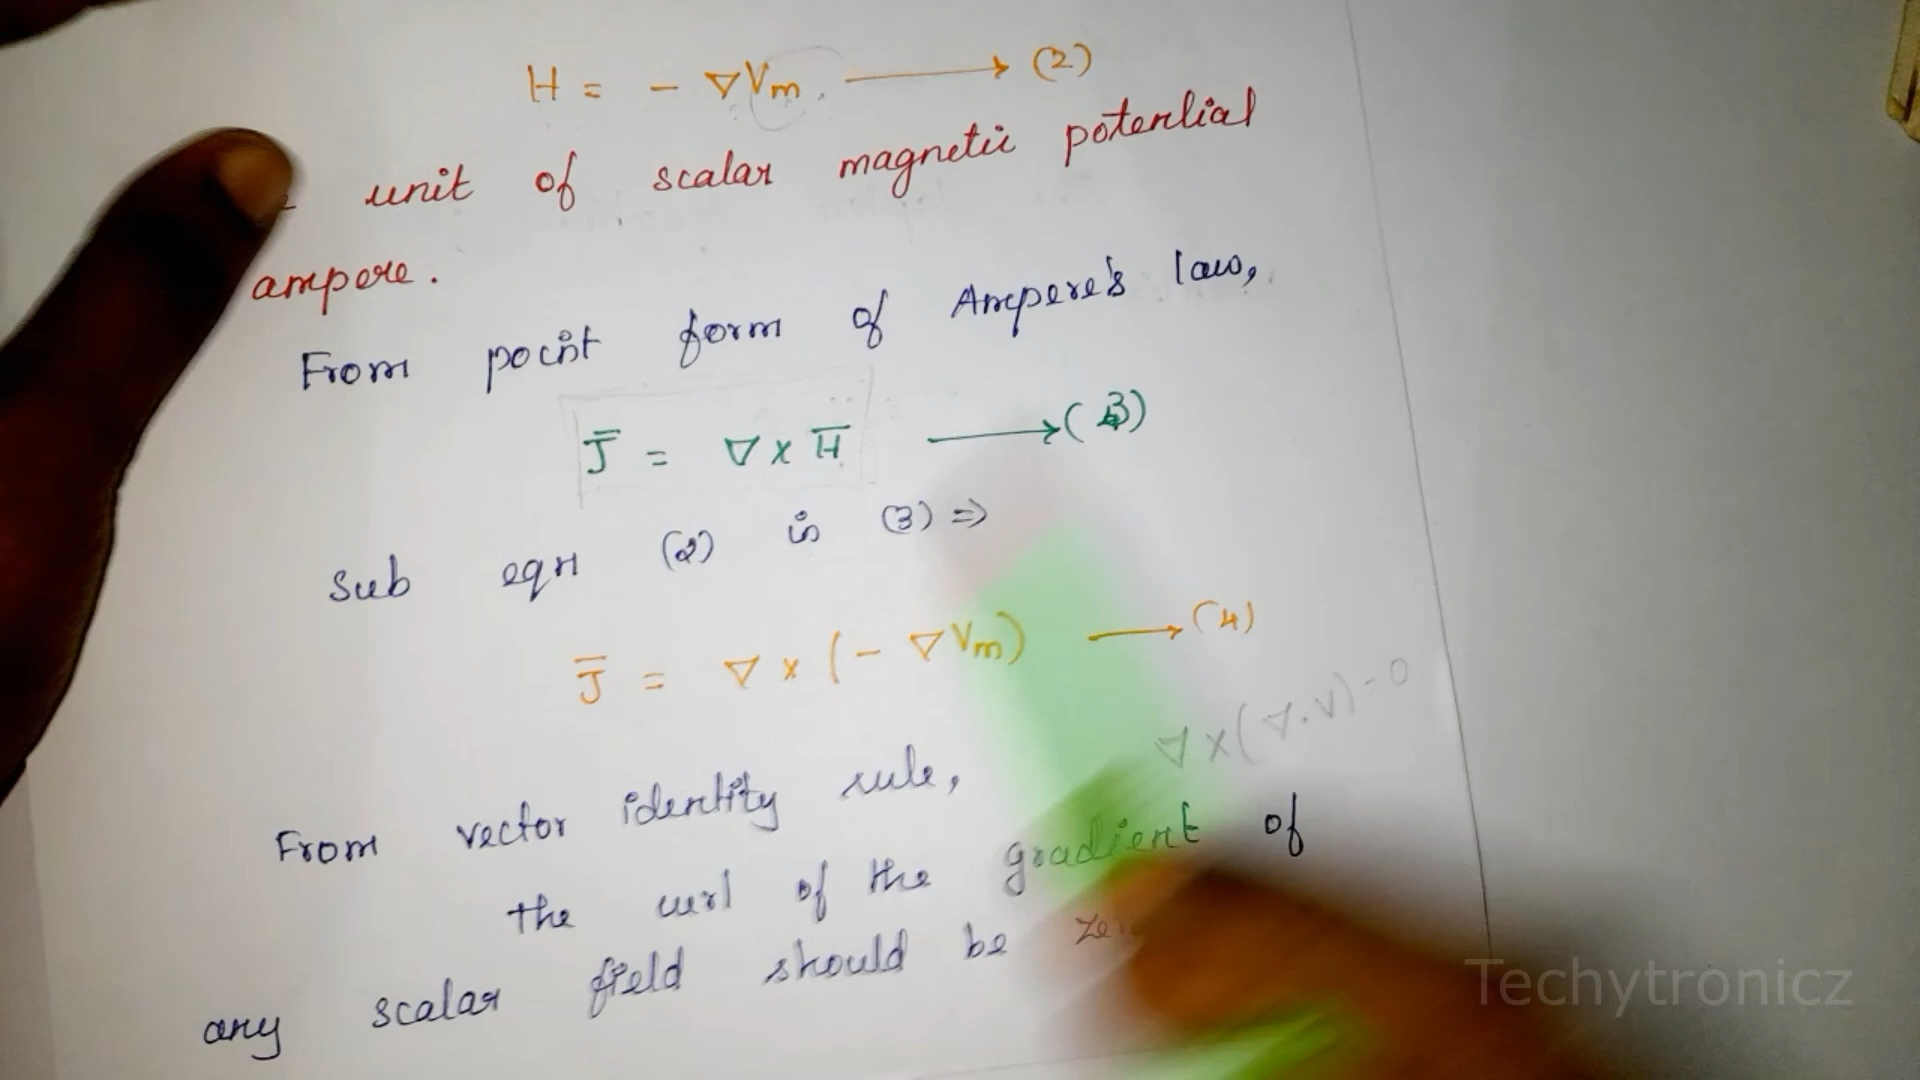 H = - ∇Vm ⟶ (2)
unit of scalar magnetic potential
ampere.
From point form of Ampere's law,
J̅ = ∇ × H̅ ⟶ (3)
Sub eqn (2) in (3) ⇒
J̅ = ∇ × (- ∇Vm) ⟶ (4)
∇ × (∇.V) = 0
From vector identity rule,
the curl of the gradient of
any scalar field should be
Techytronicz